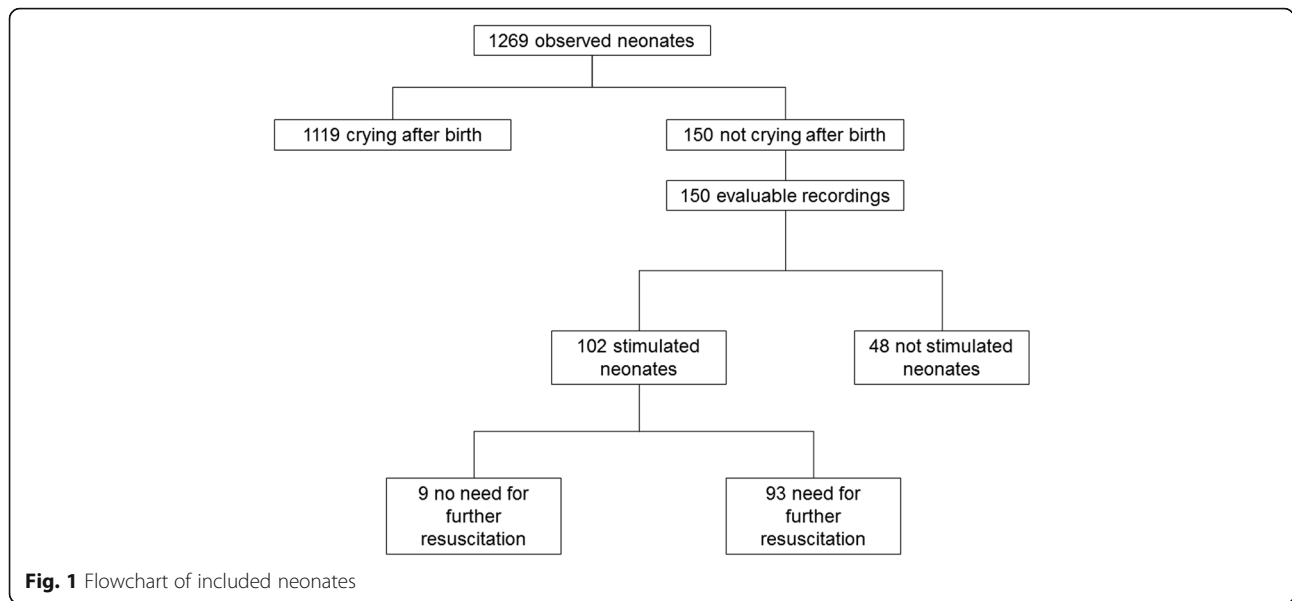 1269 observed neonates
1119 crying after birth
150 not crying after birth
150 evaluable recordings
102 stimulated
neonates
48 not stimulated
neonates
9 no need for
further
resuscitation
93 need for
further
resuscitation
Fig. 1 Flowchart of included neonates